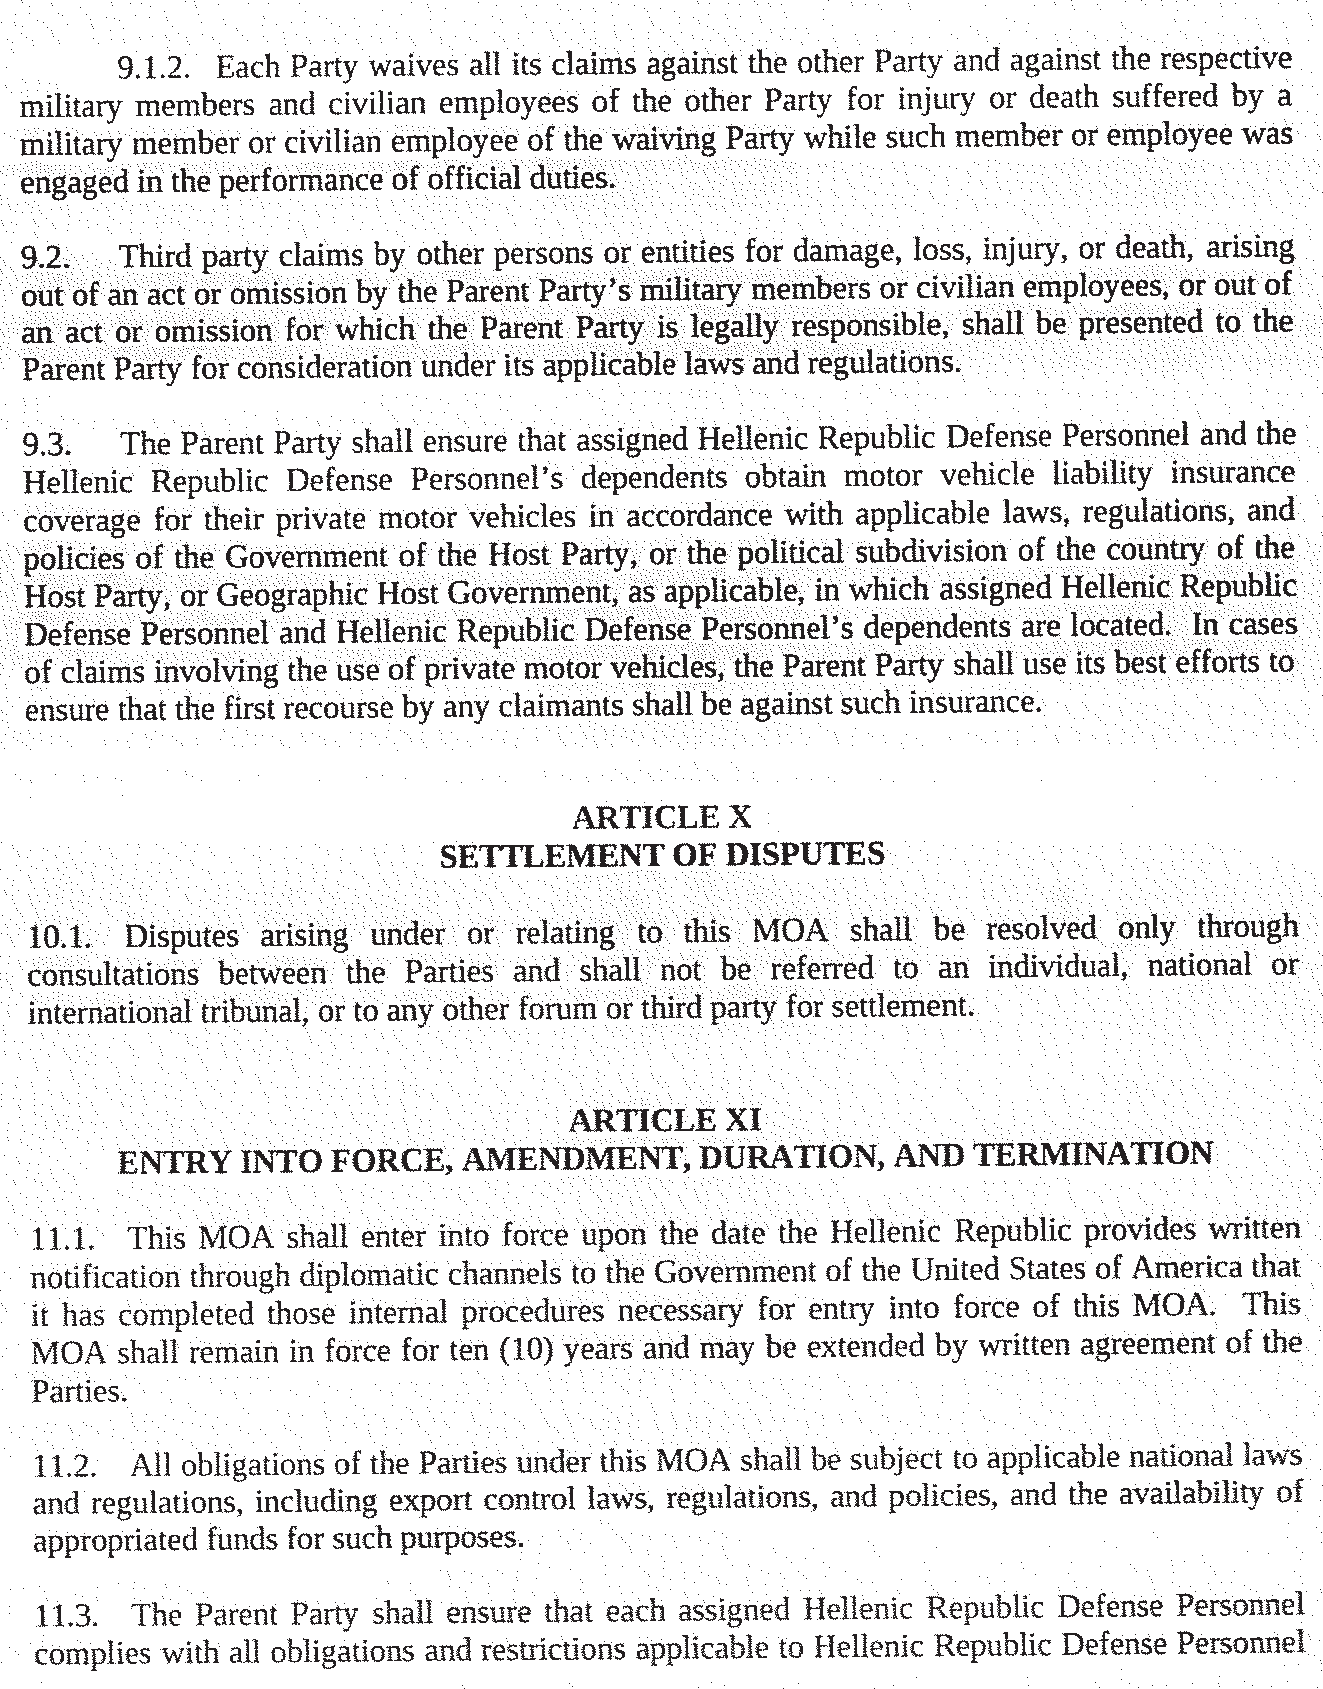 9.1.2. Each Party waives all its claims against the other Party and against the respective
military members and civilian employees of the other Party for injury or death suffered by a
military member or civilian employee of the waiving Party while such member or employee was
engaged in the performance of official duties.
9.2. Third party claims by other persons or entities for damage, loss, injury, or death, arising
out of an act or omission by the Parent Party’s military members or civilian employees, or out of
an act or omission for which the Parent Party is legally responsible, shall be presented to the
Parent Party for consideration under its applicable laws and regulations.
9.3. The Parent Party shall ensure that assigned Hellenic Republic Defense Personnel and the
Hellenic Republic Defense Personnel’s dependents obtain motor vehicle liability insurance
coverage for their private motor vehicles in accordance with applicable laws, regulations, and
policies of the Government of the Host Party, or the political subdivision of the country of the
Host Party, or Geographic Host Government, as applicable, in which assigned Hellenic Republic
Defense Personnel and Hellenic Republic Defense Personnel’s dependents are located. In cases
of claims involving the use of private motor vehicles, the Parent Party shall use its best efforts to
ensure that the first recourse by any claimants shall be against such insurance.
ARTICLE X
SETTLEMENT OF DISPUTES
10.1. Disputes arising under or relating to this MOA shall be resolved only through
consultations between the Parties and shall not be referred to an individual, national or
international tribunal, or to any other forum or third party for settlement.
ARTICLE XI
ENTRY INTO FORCE, AMENDMENT, DURATION, AND TERMINATION
11.1. This MOA shall enter into force upon the date the Hellenic Republic provides written
notification through diplomatic channels to the Government of the United States of America that
it has completed those internal procedures necessary for entry into force of this MOA. This
MOA shall remain in force for ten (10) years and may be extended by written agreement of the
Parties.
11.2. All obligations of the Parties under this MOA shall be subject to applicable national laws
and regulations, including export control laws, regulations, and policies, and the availability of
appropriated funds for such purposes.
11.3. The Parent Party shall ensure that each assigned Hellenic Republic Defense Personnel
complies with all obligations and restrictions applicable to Hellenic Republic Defense Personnel